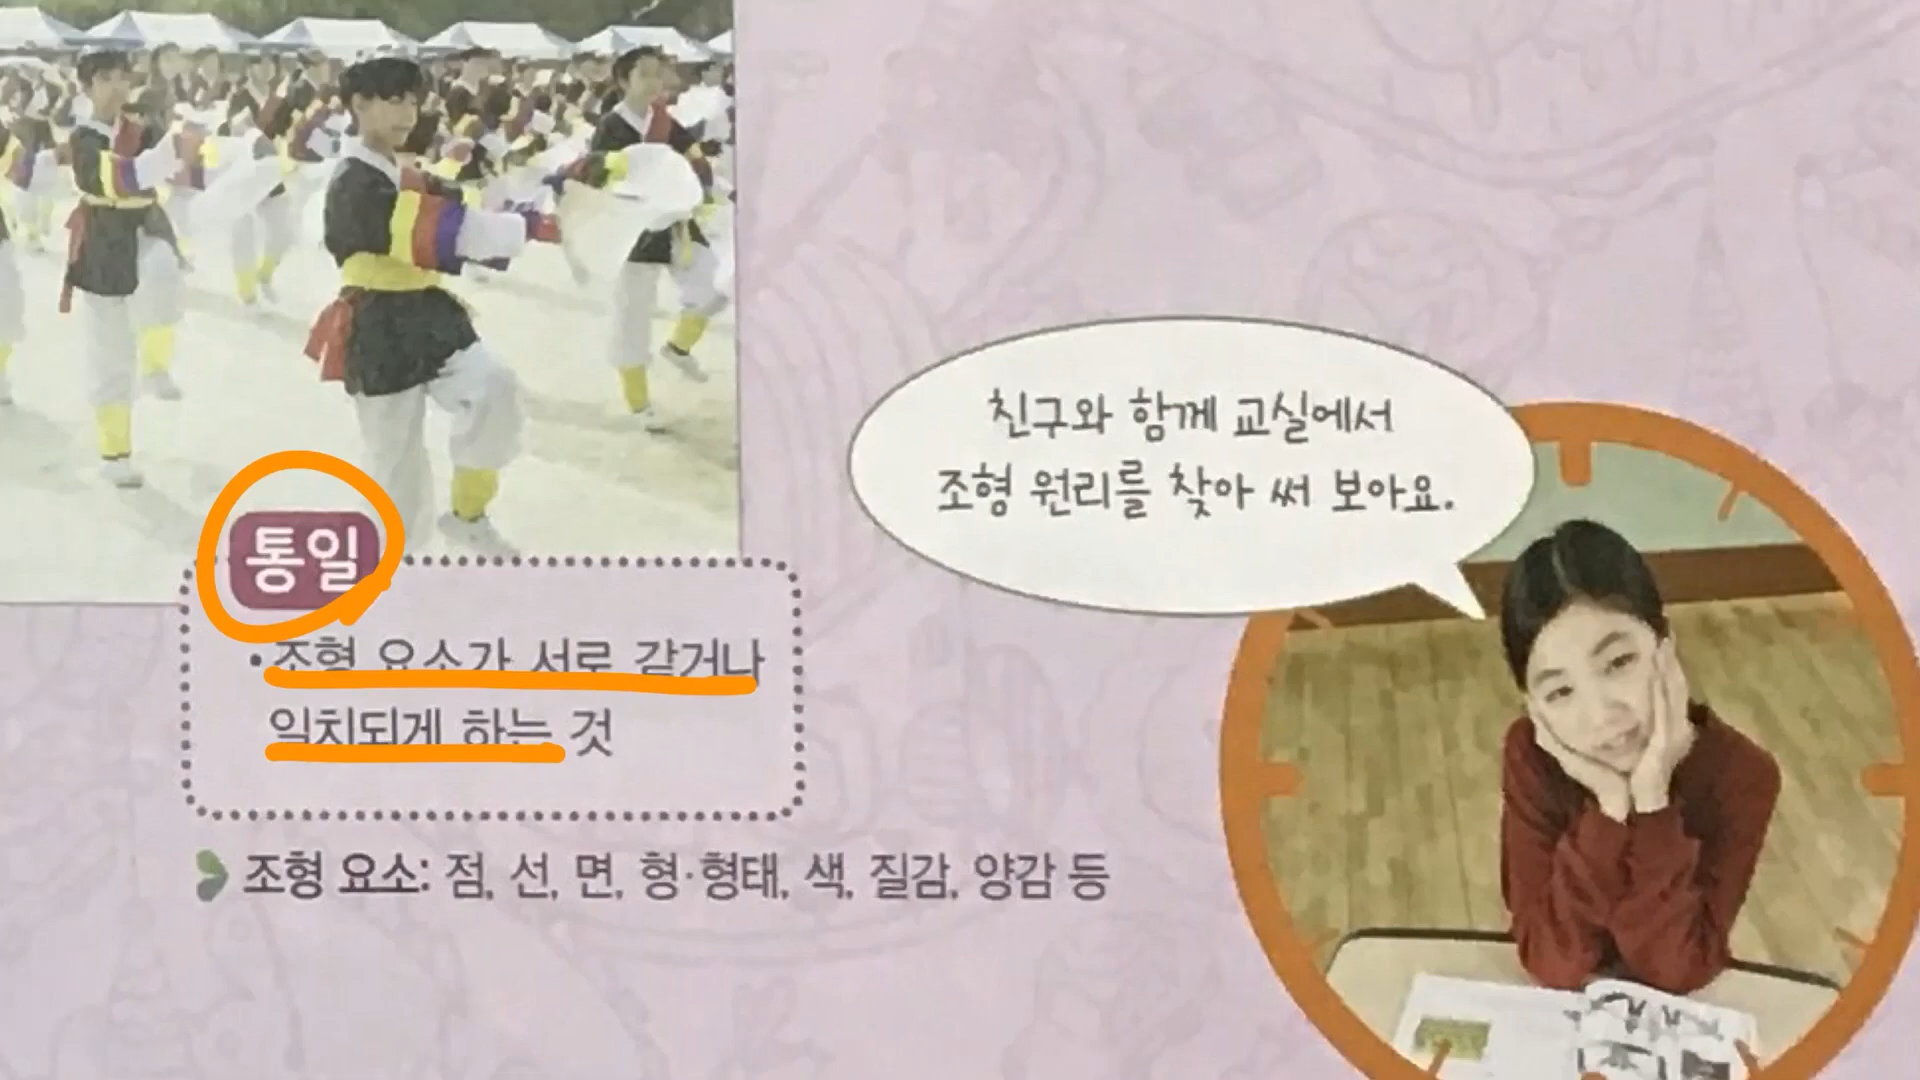 통일
• 조형 요소가 서로 같거나
일치되게 하는 것
조형 요소: 점, 선, 면, 형·형태, 색, 질감, 양감 등
친구와 함께 교실에서
조형 원리를 찾아 써 보아요.